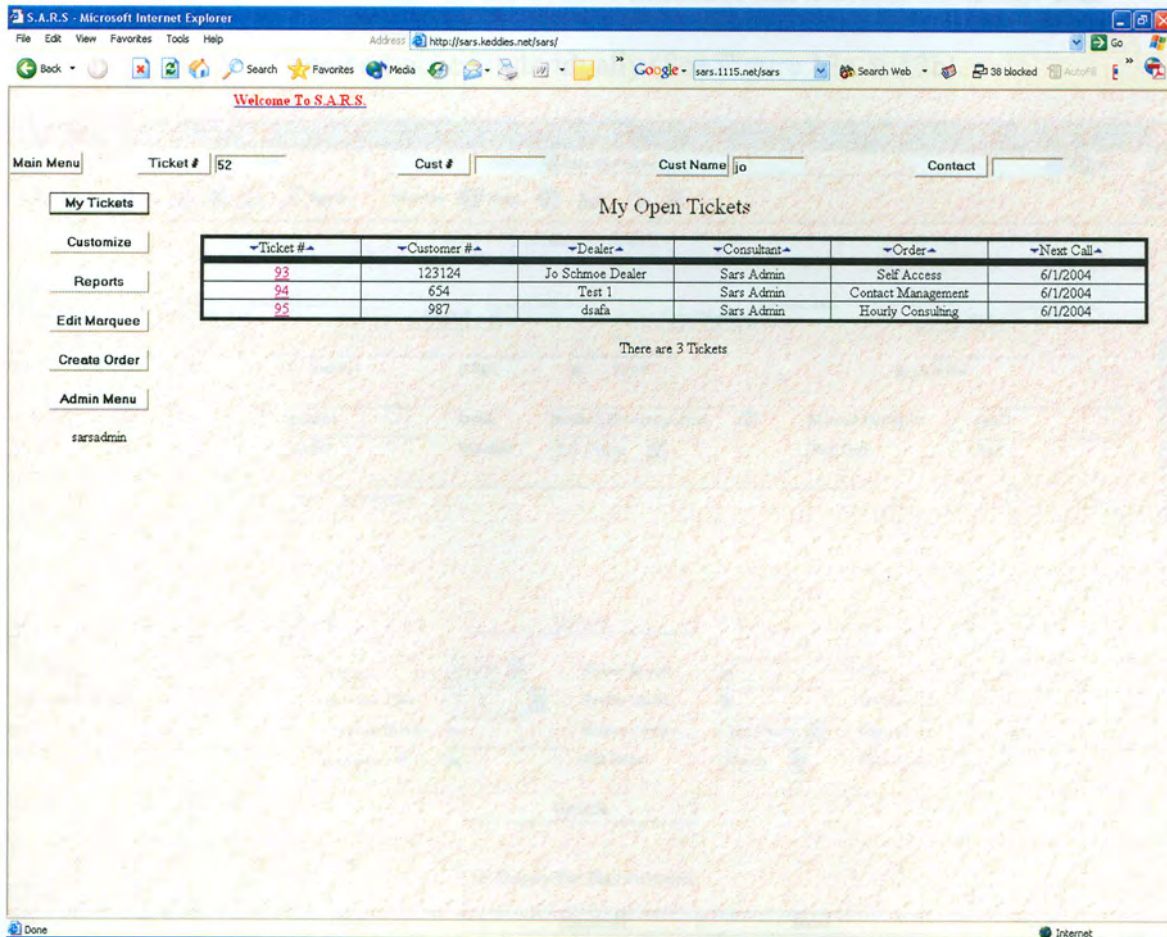 S.A.R.S - Microsoft Internet Explorer
File Edit View Favorites Tools Help Address http://sars.keddies.net/sars/ Go
Back Search Favorites Media Google sars.1115.net/sars Search Web 38 blocked AutoFill
Welcome To S.A.R.S.
Main Menu Ticket # 52 Cust # Cust Name jo Contact
My Tickets
Customize
Reports
Edit Marquee
Create Order
Admin Menu
sarsadmin
My Open Tickets
Ticket # Customer # Dealer Consultant Order Next Call
93 123124 Jo Schmoe Dealer Sars Admin Self Access 6/1/2004
94 654 Test 1 Sars Admin Contact Management 6/1/2004
95 987 dsafa Sars Admin Hourly Consulting 6/1/2004
There are 3 Tickets
Done Internet